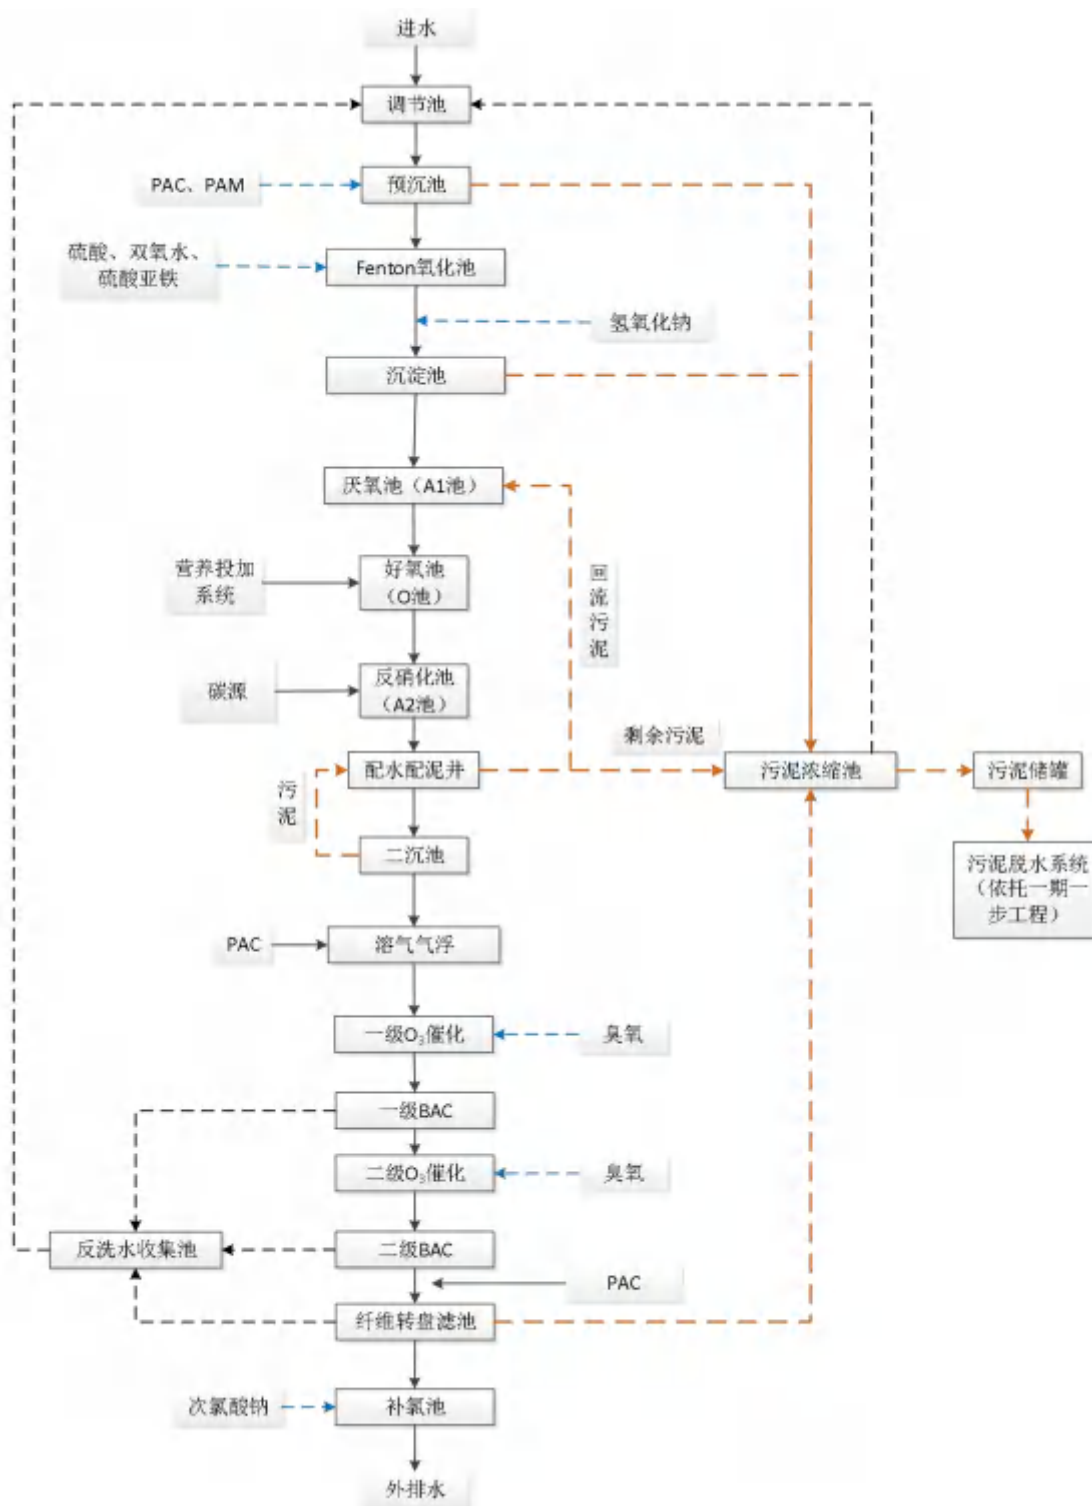 进水
调节池
PAC、PAM
预沉池
硫酸、双氧水、
硫酸亚铁
Fenton氧化池
氢氧化钠
沉淀池
厌氧池（A1池）
营养投加
系统
好氧池
（O池）
回
流
污
泥
碳源
反硝化池
（A2池）
剩余污泥
污
泥
配水配泥井
污泥浓缩池
污泥储罐
二沉池
污泥脱水系统
（依托一期一
步工程）
PAC
溶气气浮
一级O₃催化
臭氧
一级BAC
二级O₃催化
臭氧
反洗水收集池
二级BAC
PAC
纤维转盘滤池
次氯酸钠
补氯池
外排水